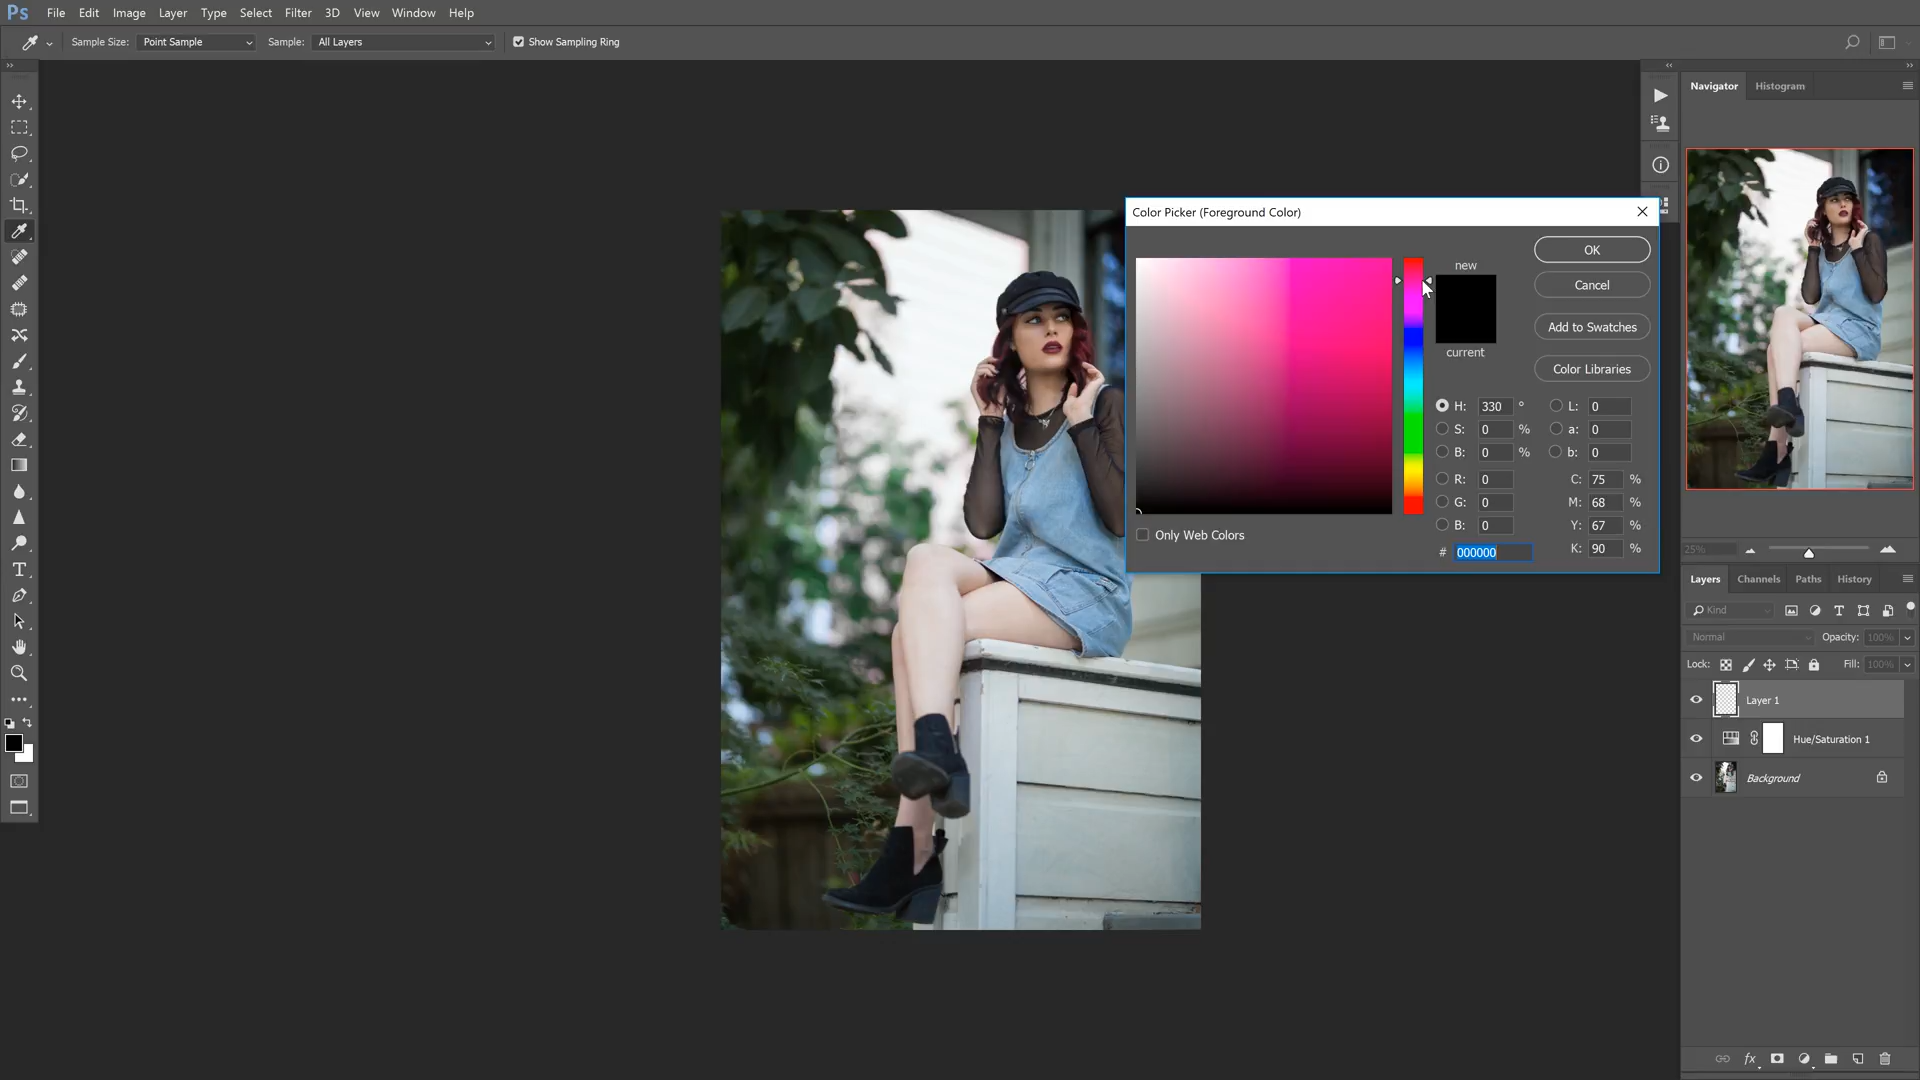 Ps File Edit Image Layer Type Select Filter 3D View Window Help
Sample Size: Point Sample Sample: All Layers Show Sampling Ring
Navigator Histogram
Color Picker (Foreground Color)
new
current
OK
Cancel
Add to Swatches
Color Libraries
H: 330 ° L: 0
S: 0 % a: 0
B: 0 % b: 0
R: 0 C: 75 %
G: 0 M: 68 %
B: 0 Y: 67 %
# 000000 K: 90 %
Only Web Colors
25%
Layers Channels Paths History
Kind
Normal Opacity: 100%
Lock: Fill: 100%
Layer 1
Hue/Saturation 1
Background